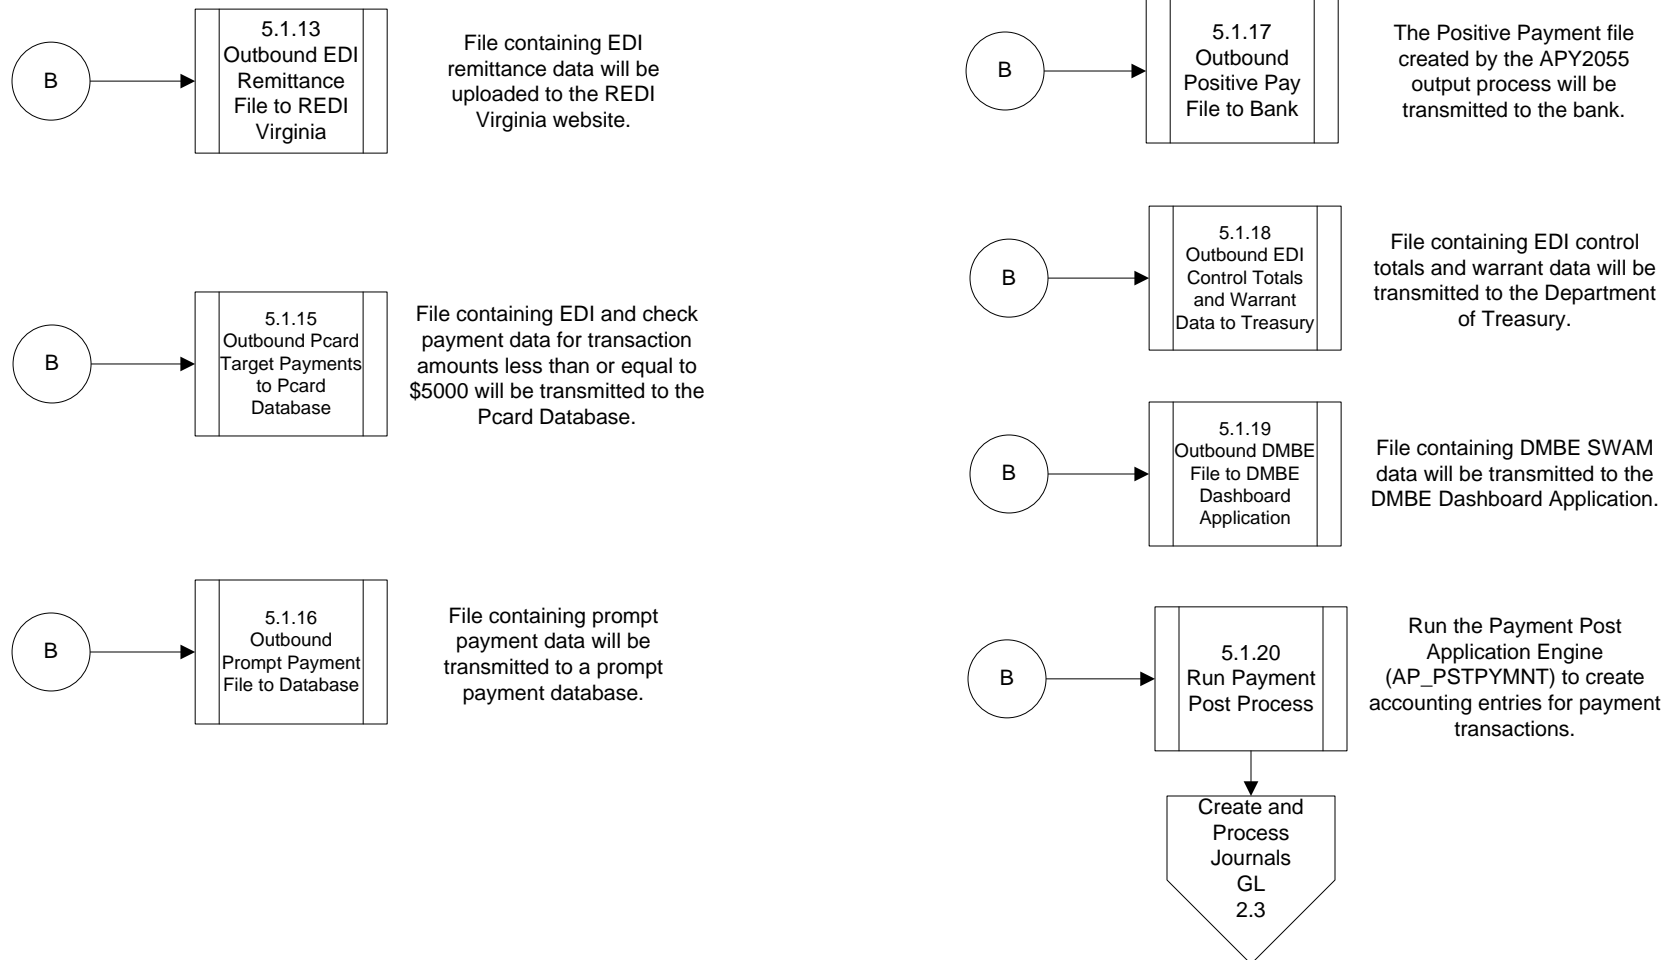 B
5.1.13
Outbound EDI
Remittance
File to REDI
Virginia
File containing EDI
remittance data will be
uploaded to the REDI
Virginia website.
B
5.1.15
Outbound Pcard
Target Payments
to Pcard
Database
File containing EDI and check
payment data for transaction
amounts less than or equal to
$5000 will be transmitted to the
Pcard Database.
B
5.1.16
Outbound
Prompt Payment
File to Database
File containing prompt
payment data will be
transmitted to a prompt
payment database.
B
5.1.17
Outbound
Positive Pay
File to Bank
The Positive Payment file
created by the APY2055
output process will be
transmitted to the bank.
B
5.1.18
Outbound EDI
Control Totals
and Warrant
Data to Treasury
File containing EDI control
totals and warrant data will be
transmitted to the Department
of Treasury.
B
5.1.19
Outbound DMBE
File to DMBE
Dashboard
Application
File containing DMBE SWAM
data will be transmitted to the
DMBE Dashboard Application.
B
5.1.20
Run Payment
Post Process
Run the Payment Post
Application Engine
(AP_PSTPYMNT) to create
accounting entries for payment
transactions.
Create and
Process
Journals
GL
2.3